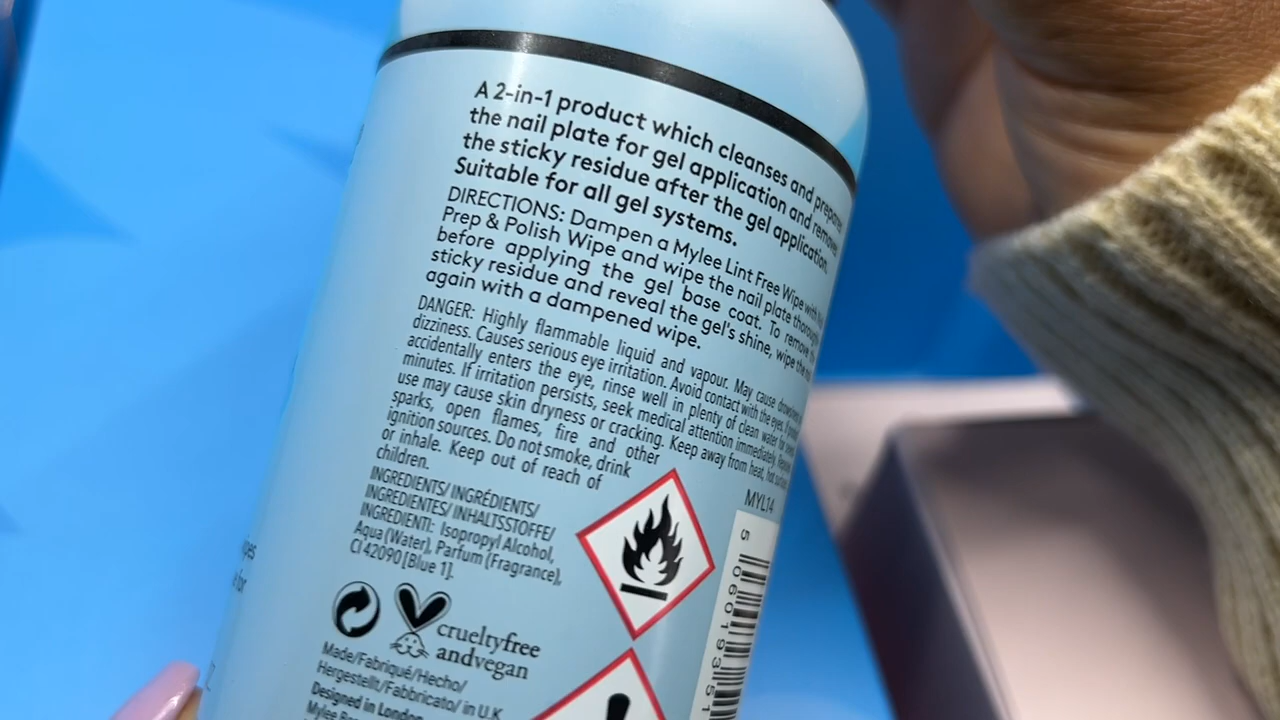 A 2-in-1 product which cleanses and prepares
the nail plate for gel application and removes
the sticky residue after the gel application.
Suitable for all gel systems.
DIRECTIONS: Dampen a Mylee Lint Free Wipe with
Prep & Polish Wipe and wipe the nail plate
before applying the gel base coat. To remove the
sticky residue and reveal the gel's shine, wipe the
again with a dampened wipe.
DANGER: Highly flammable liquid and vapour. May cause
dizziness. Causes serious eye irritation. Avoid contact with the eyes. If
accidentally enters the eye, rinse well in plenty of clean water for
minutes. If irritation persists, seek medical attention immediately.
use may cause skin dryness or cracking. Keep away from heat, hot
sparks, open flames, fire and other
ignition sources. Do not smoke, drink
or inhale. Keep out of reach of
children.
INGREDIENTS/ INGRÉDIENTS/
INGREDIENTES/ INHALTSSTOFFE/
INGREDIENTI: Isopropyl Alcohol,
Aqua (Water), Parfum (Fragrance),
CI 42090 [Blue 1].
MYL14
5 060193 51
crueltyfree
andvegan
Made/Fabriqué/Hecho/
Hergestellt/Fabbricato/ in U.K
Designed in London
Mylee